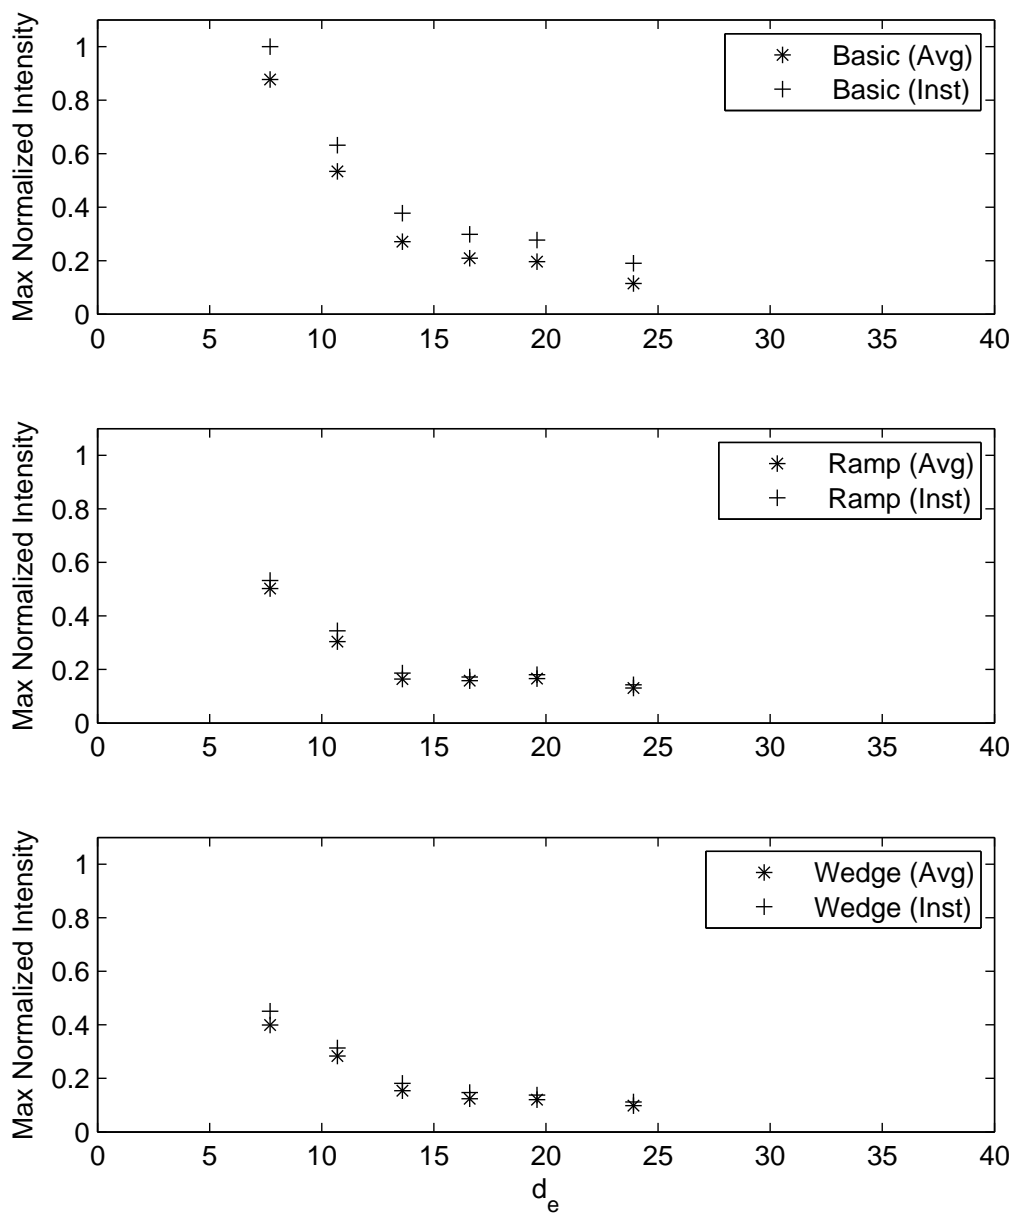 Max Normalized Intensity
1
0.8
0.6
0.4
0.2
0
0 5 10 15 20 25 30 35 40
Basic (Avg)
Basic (Inst)
Max Normalized Intensity
1
0.8
0.6
0.4
0.2
0
0 5 10 15 20 25 30 35 40
Ramp (Avg)
Ramp (Inst)
Max Normalized Intensity
1
0.8
0.6
0.4
0.2
0
0 5 10 15 20 25 30 35 40
Wedge (Avg)
Wedge (Inst)
d_e